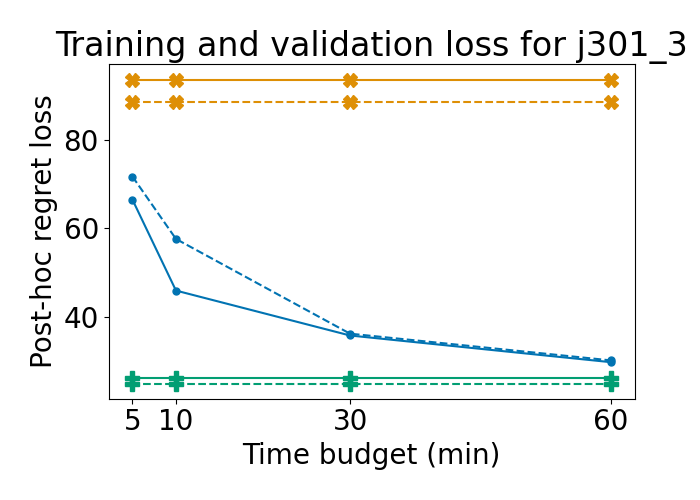 Training and validation loss for j301_3
Post-hoc regret loss
80
60
40
5 10 30 60
Time budget (min)